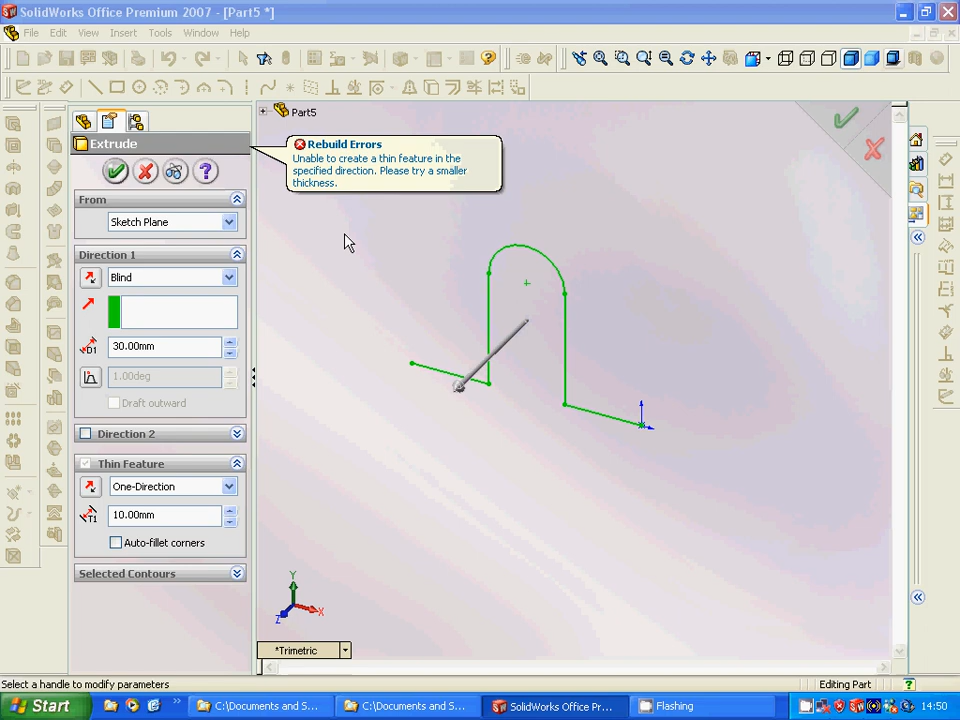 SolidWorks Office Premium 2007 - [Part5 *]
File Edit View Insert Tools Window Help
Part5
Extrude
Rebuild Errors
Unable to create a thin feature in the
specified direction. Please try a smaller
thickness.
From
Sketch Plane
Direction 1
Blind
D1
30.00mm
1.00deg
Draft outward
Direction 2
Thin Feature
One-Direction
T1
10.00mm
Auto-fillet corners
Selected Contours
Y
X
Z
*Trimetric
Select a handle to modify parameters
Editing Part
Start
C:\Documents and S...
C:\Documents and S...
SolidWorks Office Pr...
Flashing
14:50